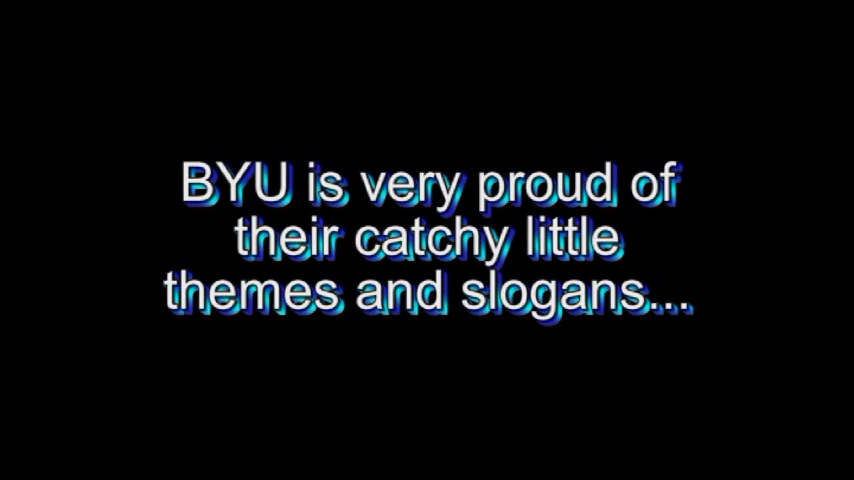 BYU is very proud of
their catchy little
themes and slogans...